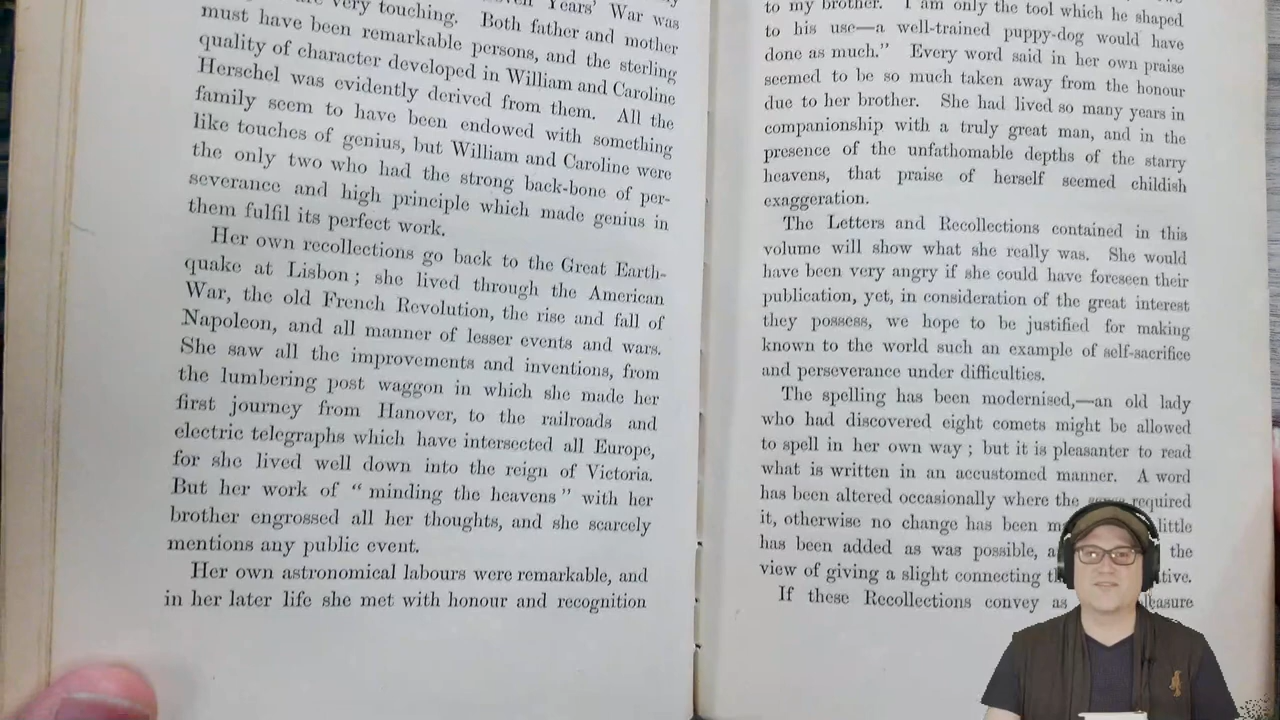 very touching. Both father and mother
must have been remarkable persons, and the sterling
quality of character developed in William and Caroline
Herschel was evidently derived from them. All the
family seem to have been endowed with something
like touches of genius, but William and Caroline were
the only two who had the strong back-bone of per-
severance and high principle which made genius in
them fulfil its perfect work.
Her own recollections go back to the Great Earth-
quake at Lisbon; she lived through the American
War, the old French Revolution, the rise and fall of
Napoleon, and all manner of lesser events and wars.
She saw all the improvements and inventions, from
the lumbering post waggon in which she made her
first journey from Hanover, to the railroads and
electric telegraphs which have intersected all Europe,
for she lived well down into the reign of Victoria.
But her work of “minding the heavens” with her
brother engrossed all her thoughts, and she scarcely
mentions any public event.
Her own astronomical labours were remarkable, and
in her later life she met with honour and recognition
to my brother. I am only the tool which he shaped
to his use—a well-trained puppy-dog would have
done as much.” Every word said in her own praise
seemed to be so much taken away from the honour
due to her brother. She had lived so many years in
companionship with a truly great man, and in the
presence of the unfathomable depths of the starry
heavens, that praise of herself seemed childish
exaggeration.
The Letters and Recollections contained in this
volume will show what she really was. She would
have been very angry if she could have foreseen their
publication, yet, in consideration of the great interest
they possess, we hope to be justified for making
known to the world such an example of self-sacrifice
and perseverance under difficulties.
The spelling has been modernised,—an old lady
who had discovered eight comets might be allowed
to spell in her own way; but it is pleasanter to read
what is written in an accustomed manner. A word
has been altered occasionally where the sense required
it, otherwise no change has been little
has been added as was possible, the
view of giving a slight connecting
If these Recollections convey as